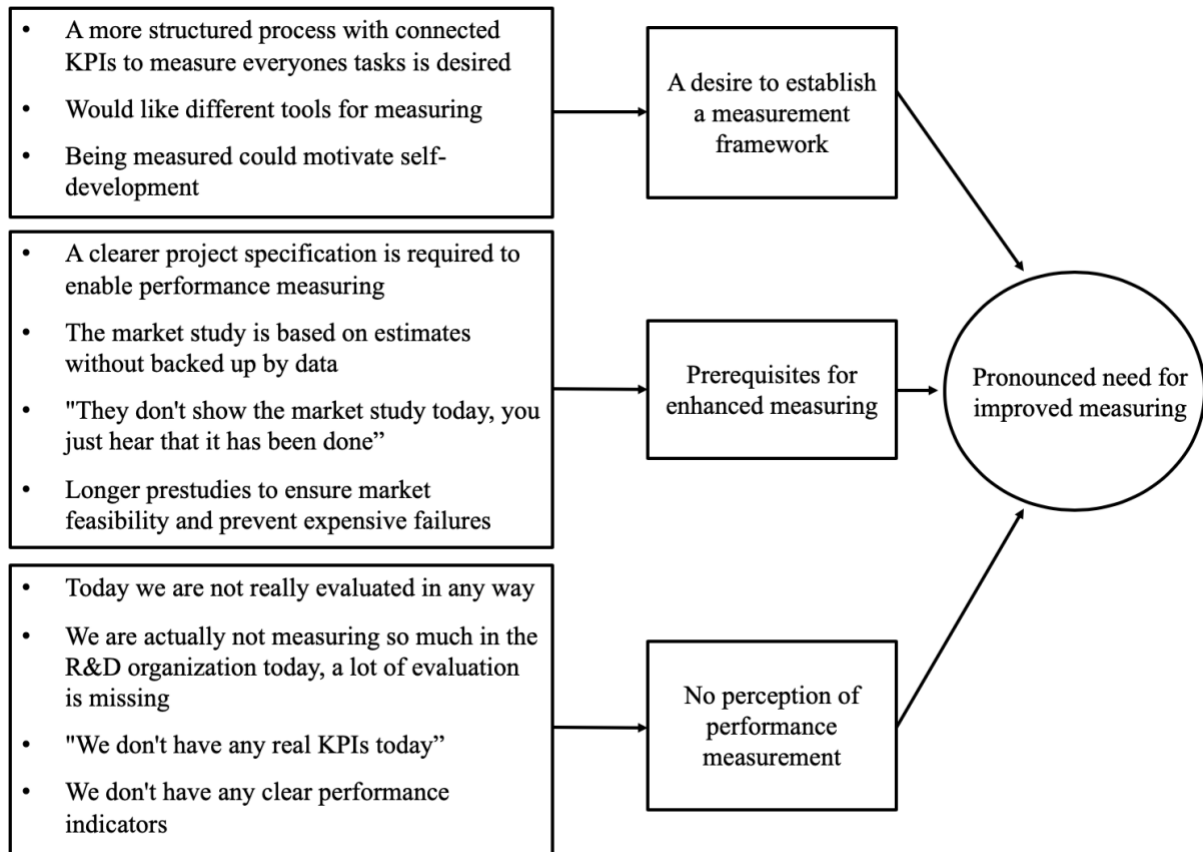 • A more structured process with connected
KPIs to measure everyones tasks is desired
• Would like different tools for measuring
• Being measured could motivate self-
development
A desire to establish
a measurement
framework
• A clearer project specification is required to
enable performance measuring
• The market study is based on estimates
without backed up by data
• "They don't show the market study today, you
just hear that it has been done”
• Longer prestudies to ensure market
feasibility and prevent expensive failures
Prerequisites for
enhanced measuring
• Today we are not really evaluated in any way
• We are actually not measuring so much in the
R&D organization today, a lot of evaluation
is missing
• "We don't have any real KPIs today”
• We don't have any clear performance
indicators
No perception of
performance
measurement
Pronounced need for
improved measuring